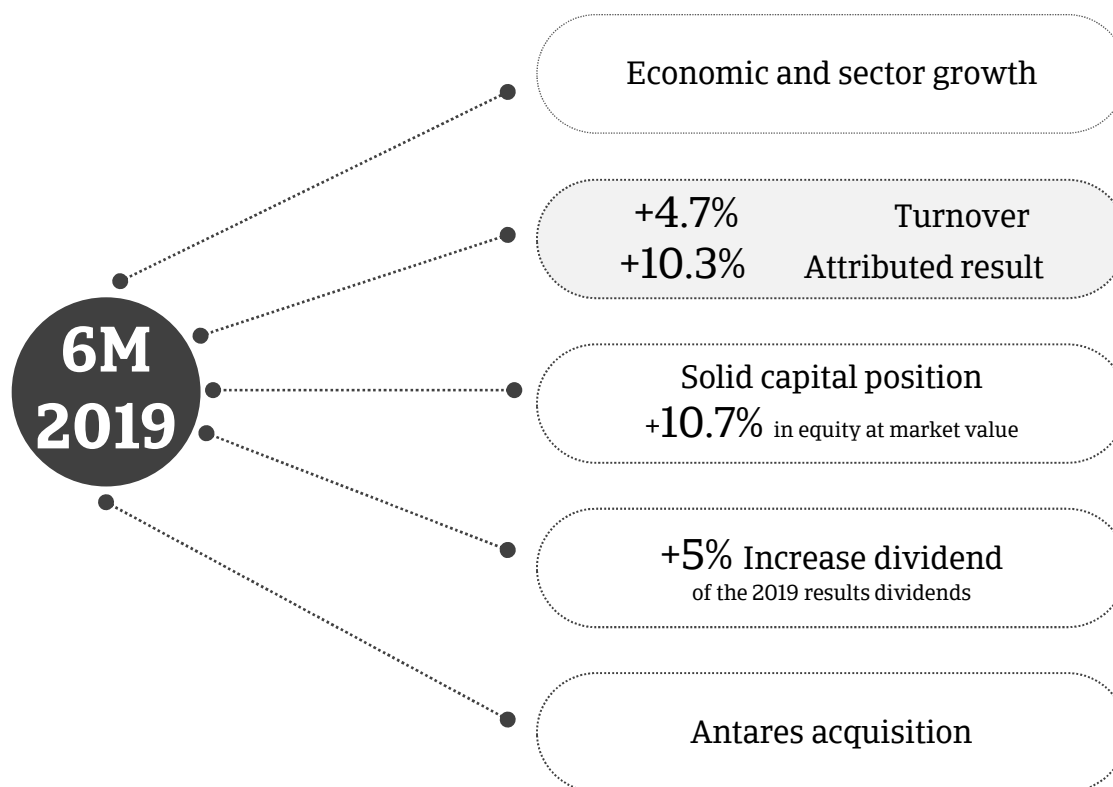 6M
2019
Economic and sector growth
+4.7% Turnover
+10.3% Attributed result
Solid capital position
+10.7% in equity at market value
+5% Increase dividend
of the 2019 results dividends
Antares acquisition